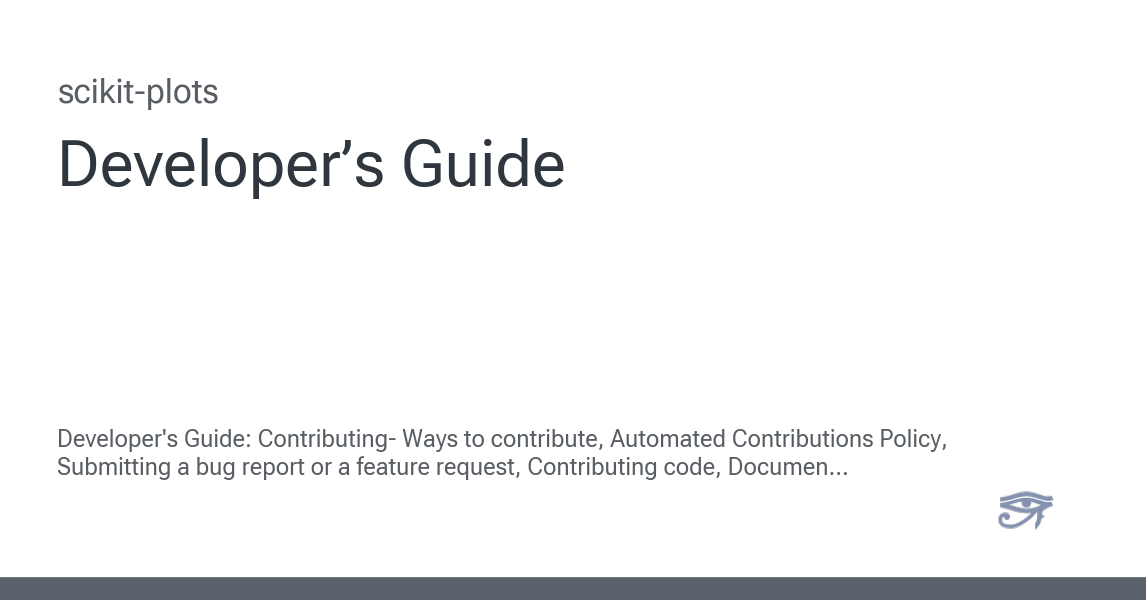 scikit-plots
Developer’s Guide
Developer's Guide: Contributing- Ways to contribute, Automated Contributions Policy,
Submitting a bug report or a feature request, Contributing code, Documen...